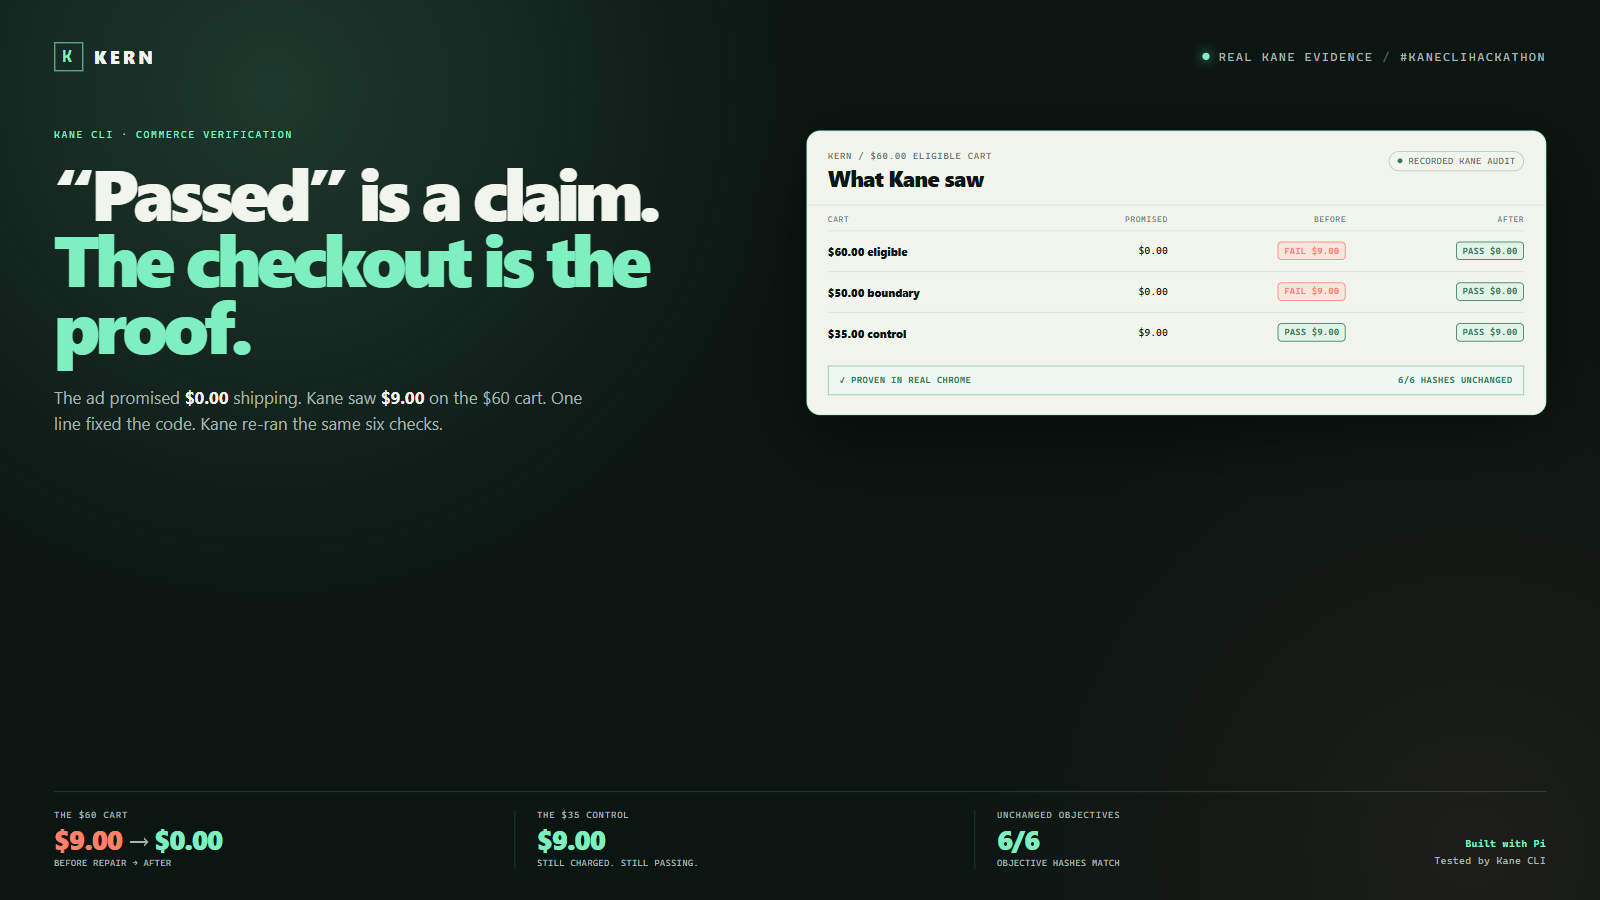 K KERN
REAL KANE EVIDENCE / #KANECLIHACKATHON
KANE CLI · COMMERCE VERIFICATION
“Passed” is a claim.
The checkout is the
proof.
The ad promised $0.00 shipping. Kane saw $9.00 on the $60 cart. One
line fixed the code. Kane re-ran the same six checks.
KERN / $60.00 ELIGIBLE CART
What Kane saw
RECORDED KANE AUDIT
CART PROMISED BEFORE AFTER
$60.00 eligible $0.00 FAIL $9.00 PASS $0.00
$50.00 boundary $0.00 FAIL $9.00 PASS $0.00
$35.00 control $9.00 PASS $9.00 PASS $9.00
✓ PROVEN IN REAL CHROME 6/6 HASHES UNCHANGED
THE $60 CART
$9.00 → $0.00
BEFORE REPAIR → AFTER
THE $35 CONTROL
$9.00
STILL CHARGED. STILL PASSING.
UNCHANGED OBJECTIVES
6/6
OBJECTIVE HASHES MATCH
Built with Pi
Tested by Kane CLI